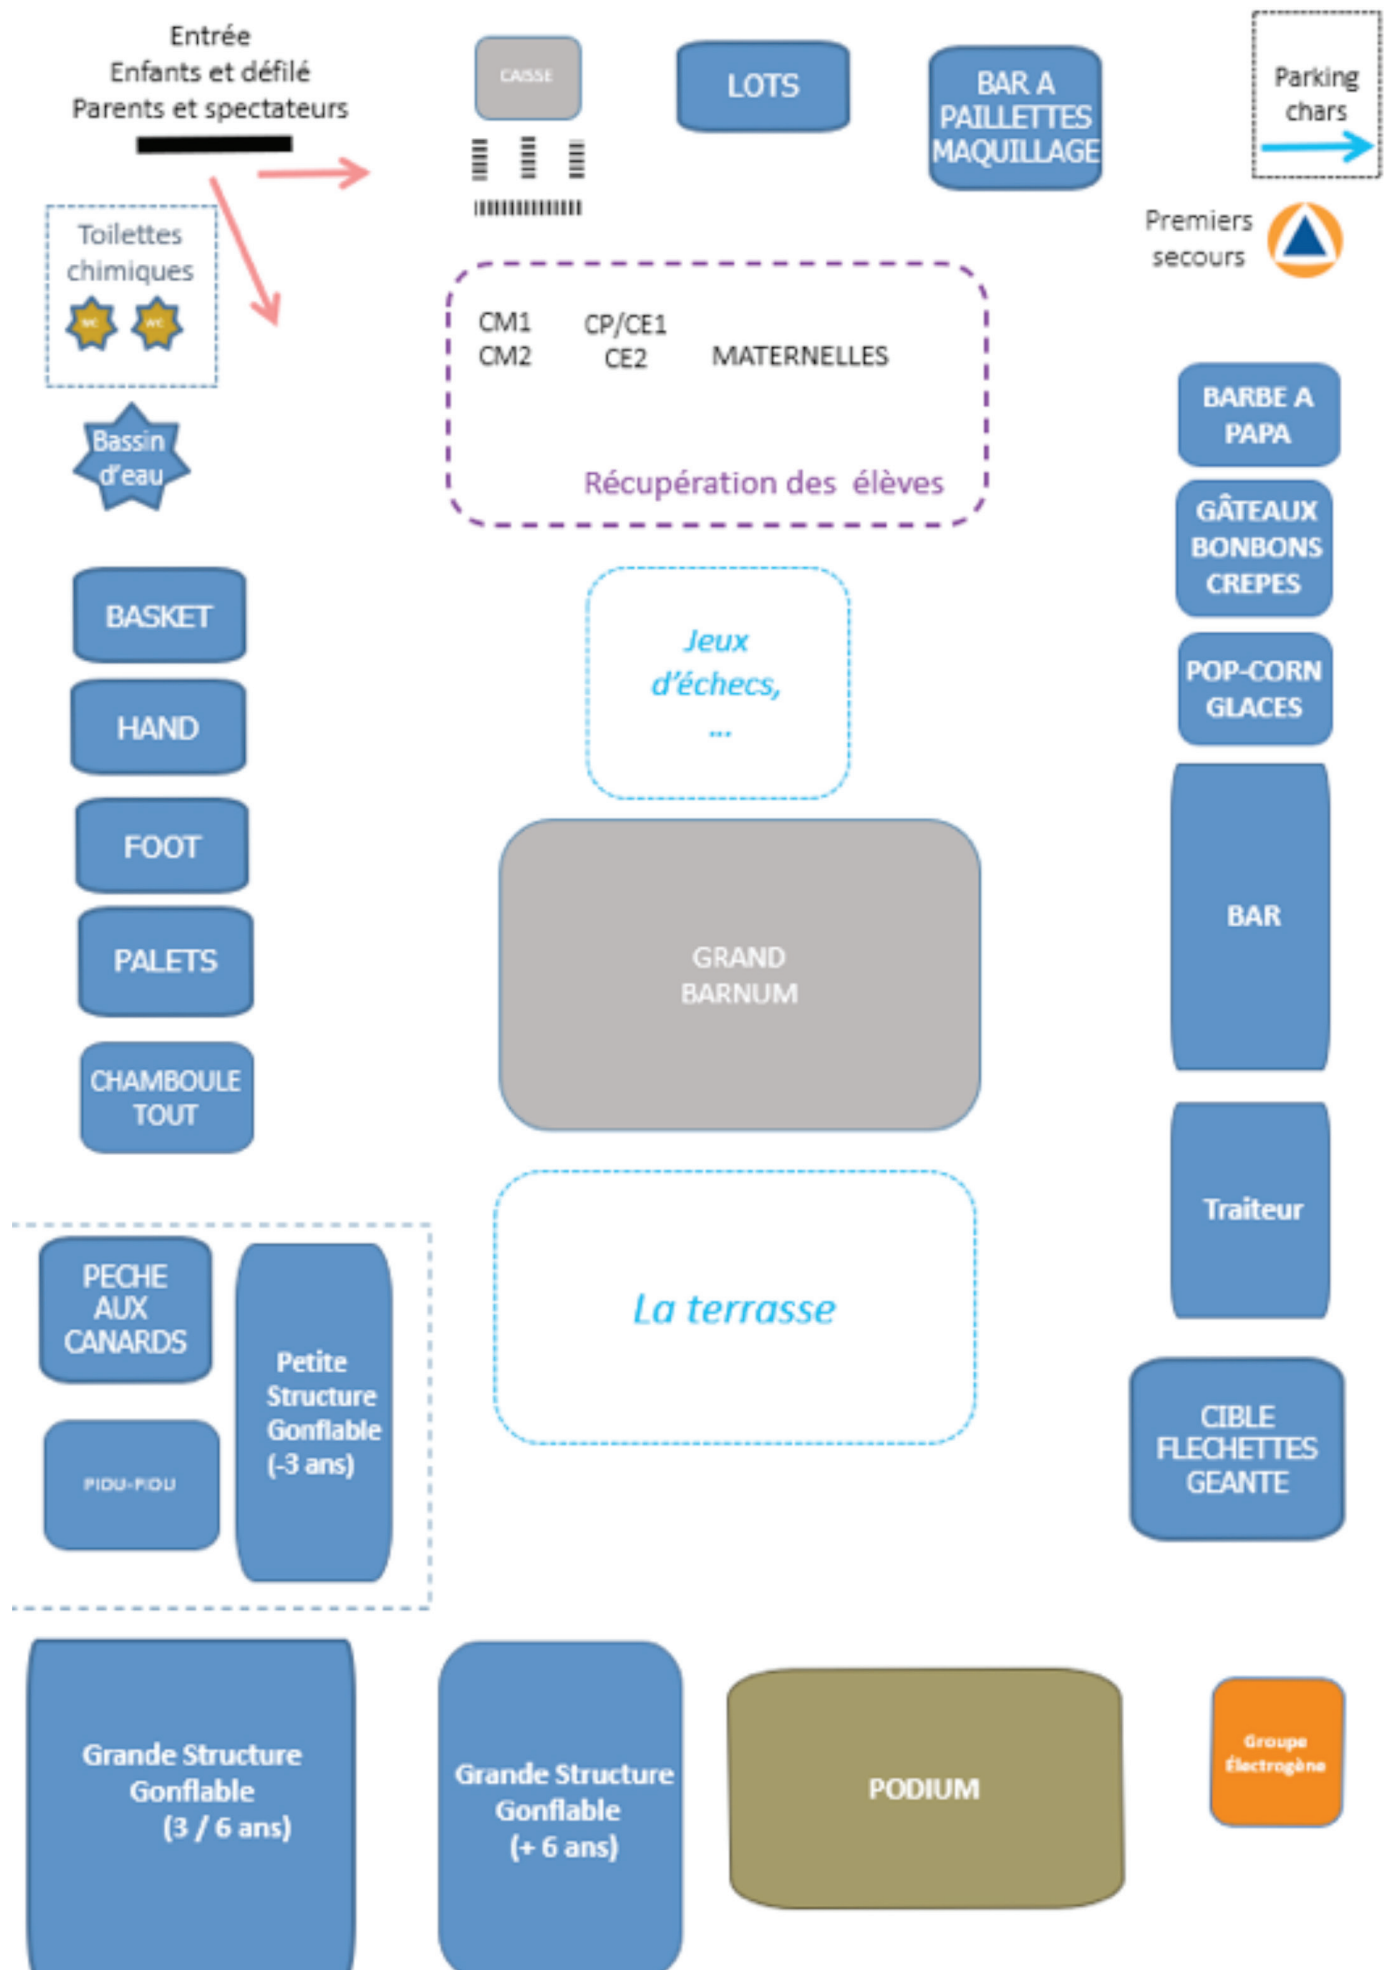 Entrée
Enfants et défilé
Parents et spectateurs
CAISSE
LOTS
BAR A
PAILLETTES
MAQUILLAGE
Parking
chars
Premiers
secours
Toilettes
chimiques
WC
WC
Bassin
d'eau
CM1
CM2
CP/CE1
CE2
MATERNELLES
Récupération des élèves
BARBE A
PAPA
GÂTEAUX
BONBONS
CREPES
POP-CORN
GLACES
BAR
Traiteur
CIBLE
FLECHETTES
GEANTE
Jeux
d'échecs,
...
GRAND
BARNUM
La terrasse
BASKET
HAND
FOOT
PALETS
CHAMBOULE
TOUT
PECHE
AUX
CANARDS
PIOU-PIOU
Petite
Structure
Gonflable
(-3 ans)
Grande Structure
Gonflable
(3 / 6 ans)
Grande Structure
Gonflable
(+ 6 ans)
PODIUM
Groupe
Électrogène